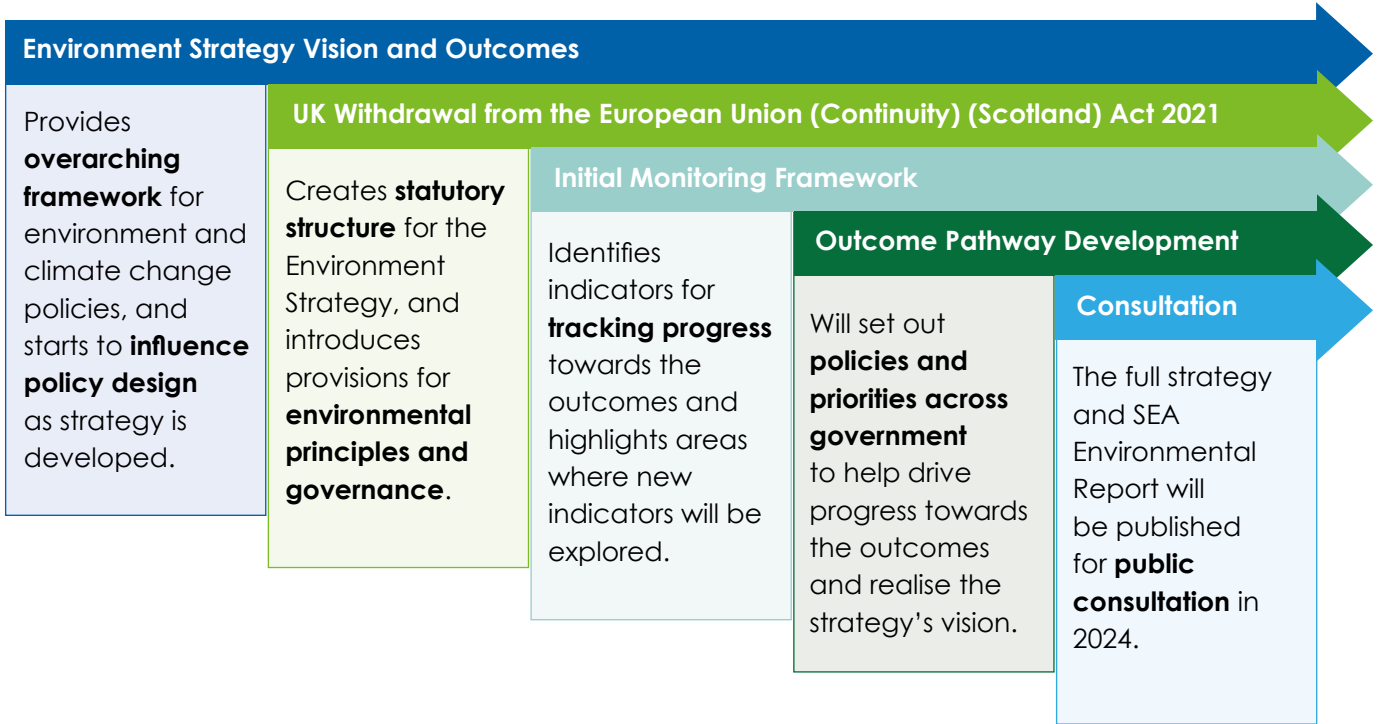 Environment Strategy Vision and Outcomes
Provides
overarching
framework for
environment and
climate change
policies, and
starts to influence
policy design
as strategy is
developed.
UK Withdrawal from the European Union (Continuity) (Scotland) Act 2021
Creates statutory
structure for the
Environment
Strategy, and
introduces
provisions for
environmental
principles and
governance.
Initial Monitoring Framework
Identifies
indicators for
tracking progress
towards the
outcomes and
highlights areas
where new
indicators will be
explored.
Outcome Pathway Development
Will set out
policies and
priorities across
government
to help drive
progress towards
the outcomes
and realise the
strategy’s vision.
Consultation
The full strategy
and SEA
Environmental
Report will
be published
for public
consultation in
2024.